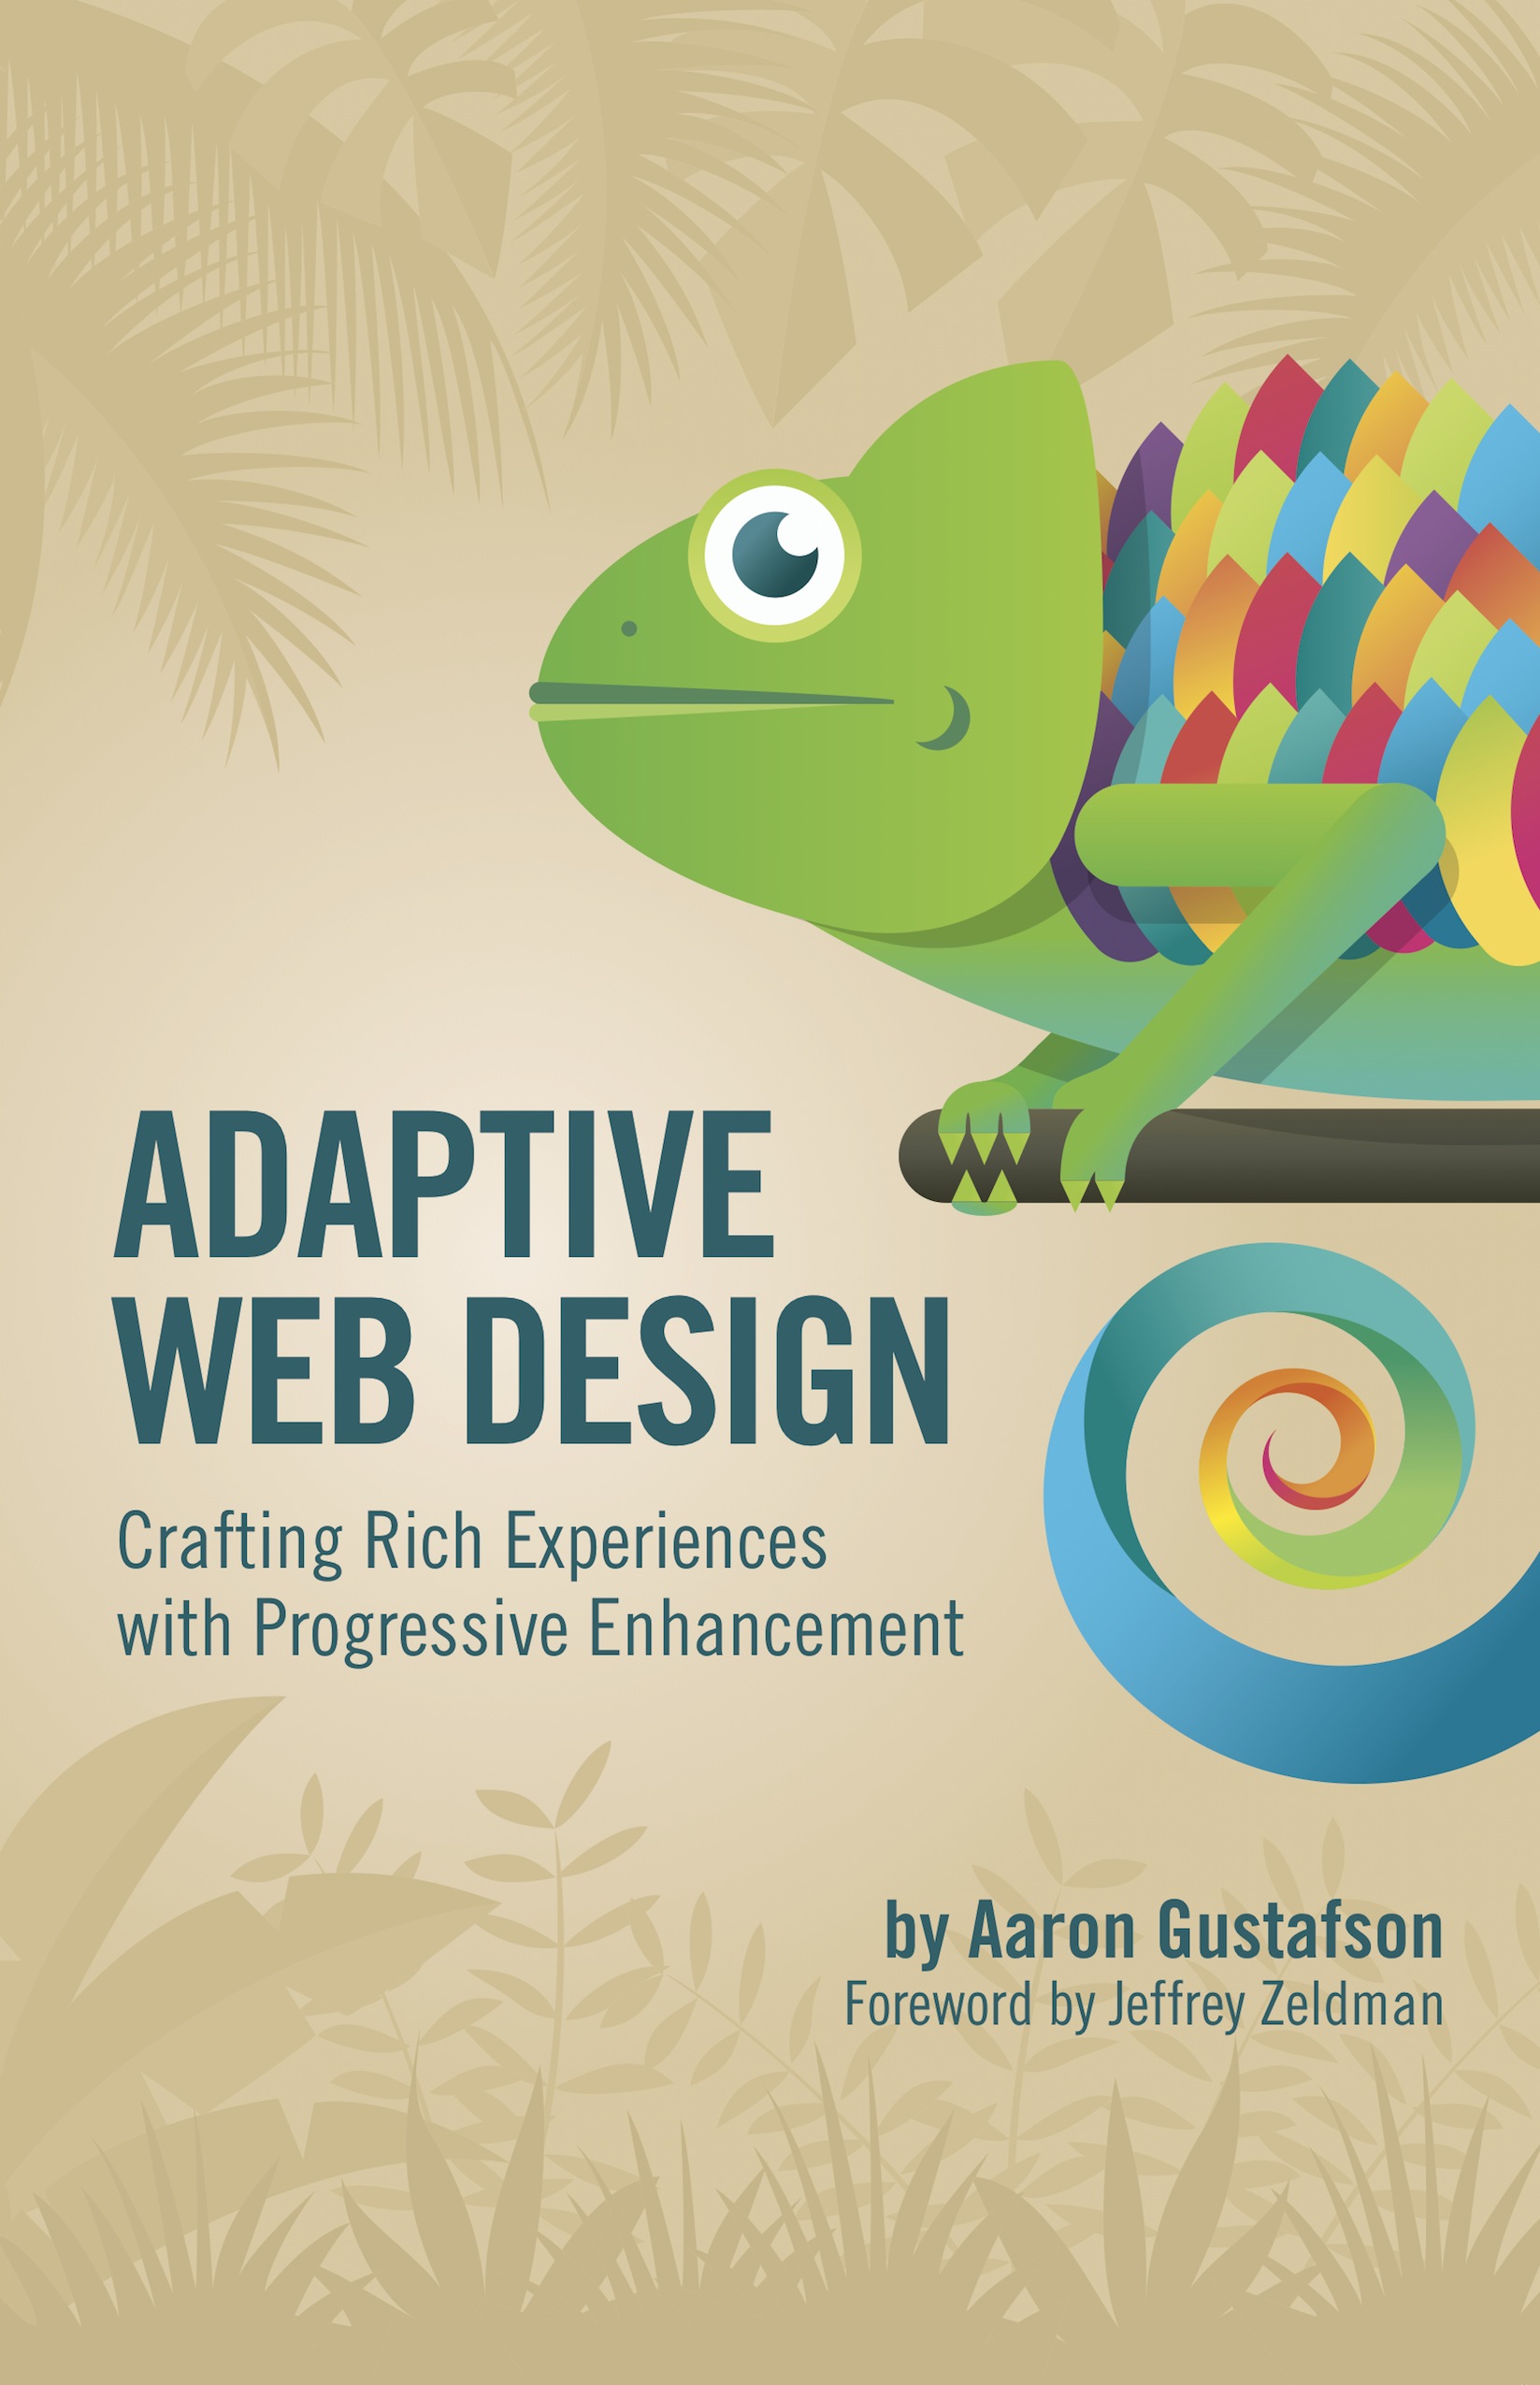 ADAPTIVE
WEB DESIGN
Crafting Rich Experiences
with Progressive Enhancement
by Aaron Gustafson
Foreword by Jeffrey Zeldman